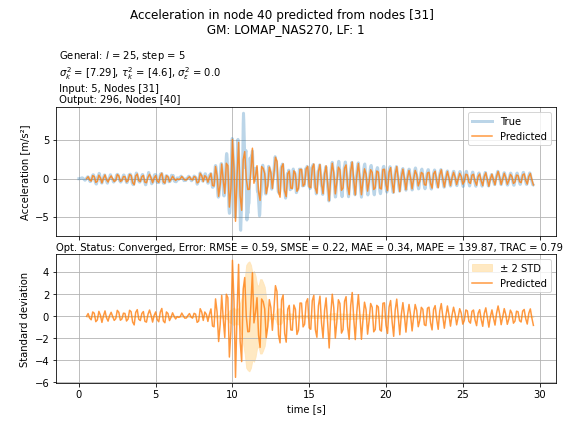 Acceleration in node 40 predicted from nodes [31]
GM: LOMAP_NAS270, LF: 1
General: l = 25, step = 5
σ²ₖ = [7.29], τ²ₖ = [4.6], σ²ε = 0.0
Input: 5, Nodes [31]
Output: 296, Nodes [40]
Acceleration [m/s²]
5
0
−5
True
Predicted
Opt. Status: Converged, Error: RMSE = 0.59, SMSE = 0.22, MAE = 0.34, MAPE = 139.87, TRAC = 0.79
Standard deviation
4
2
0
−2
−4
−6
± 2 STD
Predicted
0 5 10 15 20 25 30
time [s]